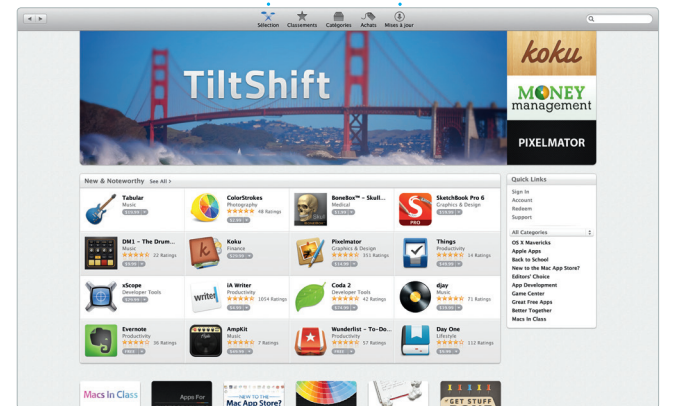 Sélection Classements Catégories Achats Mises à jour
TiltShift
koku
MONEY
management
PIXELMATOR
New & Noteworthy See All >
Tabular
Music
ColorStrokes
Photography
48 Ratings
BoneBox™ – Skull...
Medical
SketchBook Pro 6
Graphics & Design
PRO
DM1 – The Drum...
Music
22 Ratings
Koku
Finance
Pixelmator
Graphics & Design
351 Ratings
Things
Productivity
14 Ratings
xScope
Developer Tools
iA Writer
Productivity
1054 Ratings
writer
Coda 2
Developer Tools
42 Ratings
djay
Music
71 Ratings
Evernote
Productivity
36 Ratings
FREE
AmpKit
Music
7 Ratings
Wunderlist – To-Do...
Productivity
57 Ratings
FREE
Day One
Lifestyle
112 Ratings
Quick Links
Sign In
Account
Redeem
Support
All Categories
OS X Mavericks
Apple Apps
Back to School
New to the Mac App Store?
Editors' Choice
App Development
Game Center
Great Free Apps
Better Together
Macs In Class
Macs In Class
Apps For
NEW TO THE
Mac App Store?
GET STUFF